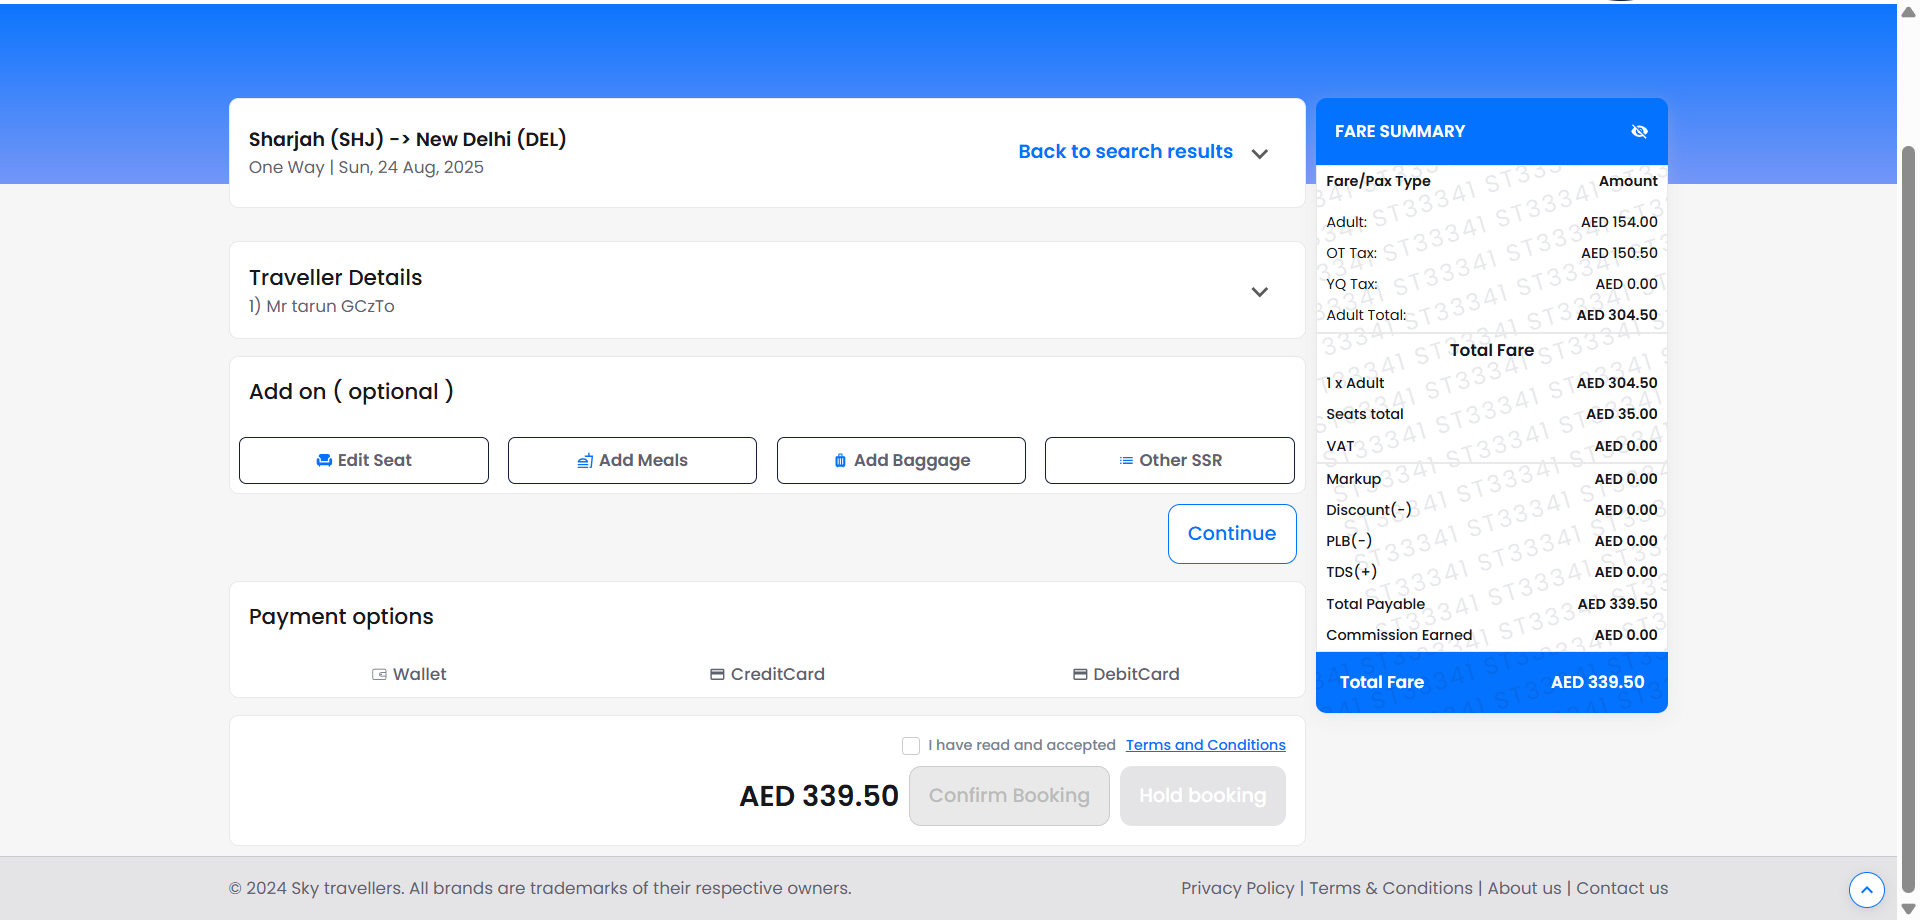 Sharjah (SHJ) -> New Delhi (DEL)
One Way | Sun, 24 Aug, 2025
Back to search results
Traveller Details
1) Mr tarun GCzTo
Add on ( optional )
Edit Seat
Add Meals
Add Baggage
Other SSR
Continue
Payment options
Wallet
CreditCard
DebitCard
I have read and accepted Terms and Conditions
AED 339.50
Confirm Booking
Hold booking
FARE SUMMARY
Fare/Pax Type Amount
Adult: AED 154.00
OT Tax: AED 150.50
YQ Tax: AED 0.00
Adult Total: AED 304.50
Total Fare
1 x Adult AED 304.50
Seats total AED 35.00
VAT AED 0.00
Markup AED 0.00
Discount(-) AED 0.00
PLB(-) AED 0.00
TDS(+) AED 0.00
Total Payable AED 339.50
Commission Earned AED 0.00
Total Fare AED 339.50
ST33341
© 2024 Sky travellers. All brands are trademarks of their respective owners.
Privacy Policy | Terms & Conditions | About us | Contact us